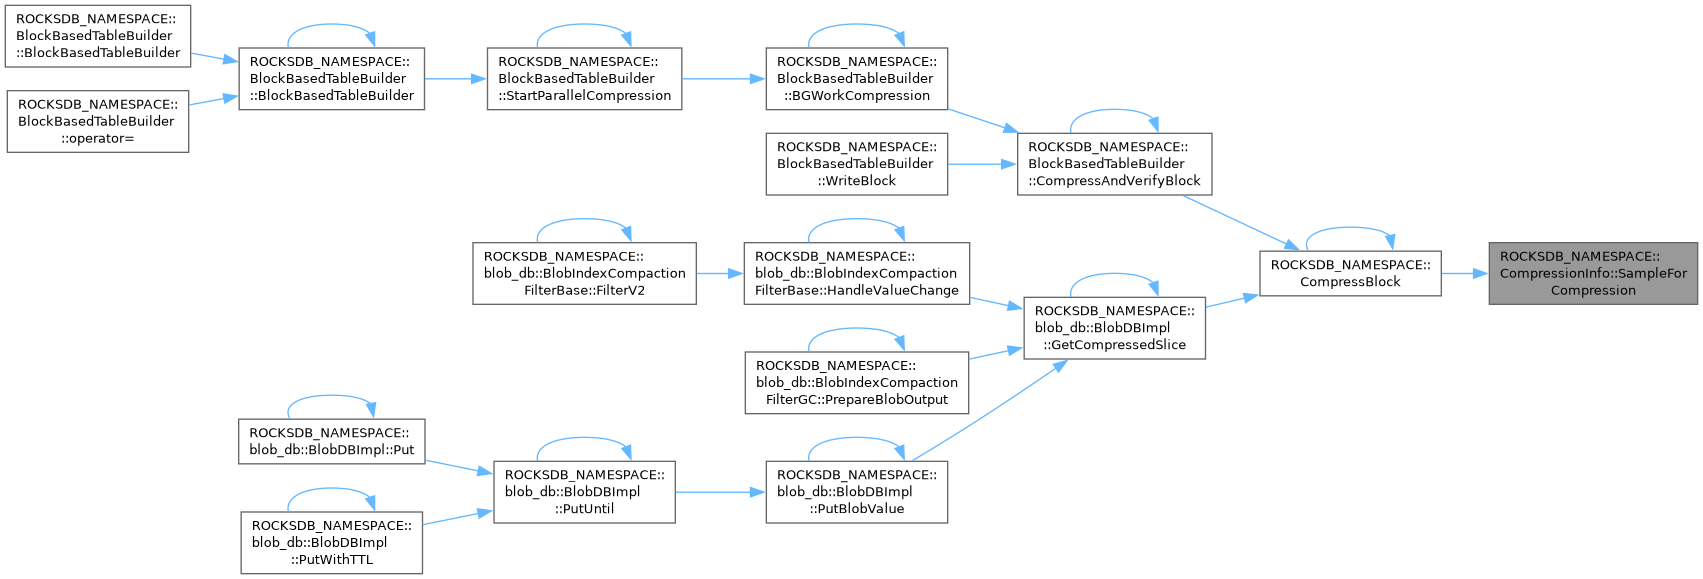 ROCKSDB_NAMESPACE::
BlockBasedTableBuilder
::BlockBasedTableBuilder
ROCKSDB_NAMESPACE::
BlockBasedTableBuilder
::operator=
ROCKSDB_NAMESPACE::
BlockBasedTableBuilder
::BlockBasedTableBuilder
ROCKSDB_NAMESPACE::
BlockBasedTableBuilder
::StartParallelCompression
ROCKSDB_NAMESPACE::
BlockBasedTableBuilder
::BGWorkCompression
ROCKSDB_NAMESPACE::
BlockBasedTableBuilder
::WriteBlock
ROCKSDB_NAMESPACE::
BlockBasedTableBuilder
::CompressAndVerifyBlock
ROCKSDB_NAMESPACE::
blob_db::BlobIndexCompaction
FilterBase::FilterV2
ROCKSDB_NAMESPACE::
blob_db::BlobIndexCompaction
FilterBase::HandleValueChange
ROCKSDB_NAMESPACE::
CompressBlock
ROCKSDB_NAMESPACE::
CompressionInfo::SampleFor
Compression
ROCKSDB_NAMESPACE::
blob_db::BlobDBImpl
::GetCompressedSlice
ROCKSDB_NAMESPACE::
blob_db::BlobIndexCompaction
FilterGC::PrepareBlobOutput
ROCKSDB_NAMESPACE::
blob_db::BlobDBImpl::Put
ROCKSDB_NAMESPACE::
blob_db::BlobDBImpl
::PutUntil
ROCKSDB_NAMESPACE::
blob_db::BlobDBImpl
::PutBlobValue
ROCKSDB_NAMESPACE::
blob_db::BlobDBImpl
::PutWithTTL